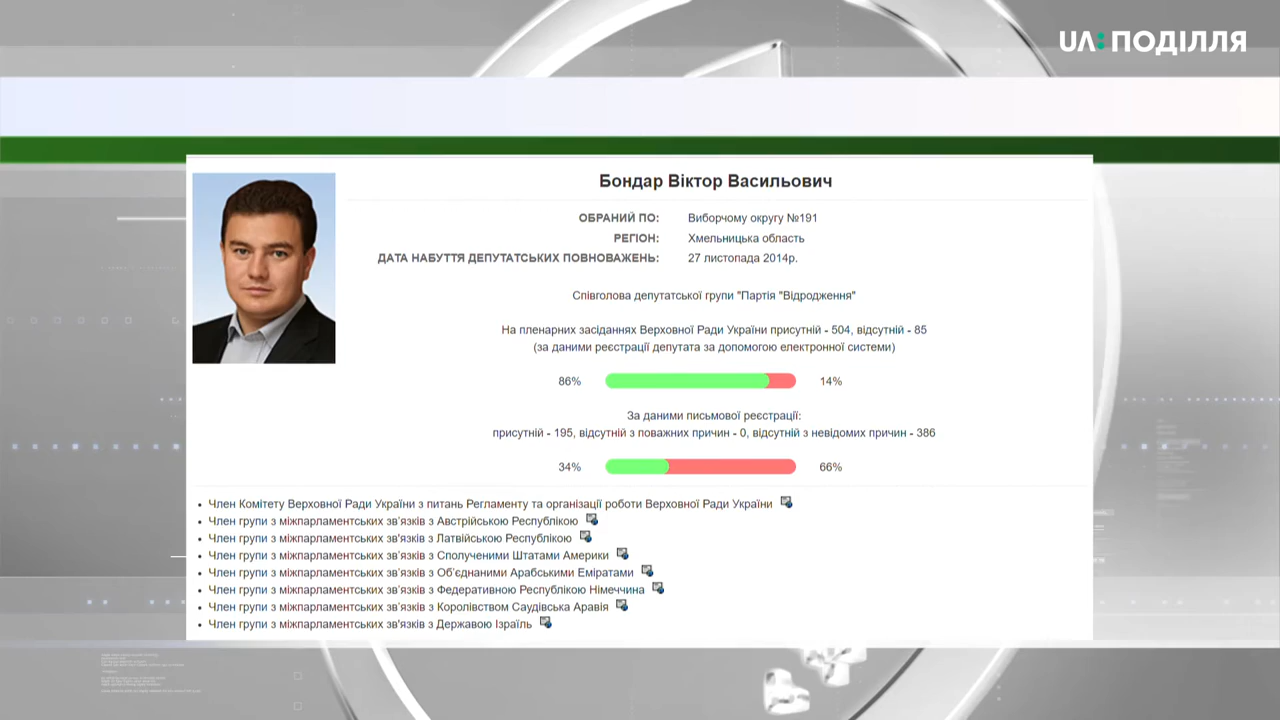 UA: ПОДІЛЛЯ
Бондар Віктор Васильович
ОБРАНИЙ ПО: Виборчому округу №191
РЕГІОН: Хмельницька область
ДАТА НАБУТТЯ ДЕПУТАТСЬКИХ ПОВНОВАЖЕНЬ: 27 листопада 2014р.
Співголова депутатської групи "Партія "Відродження"
На пленарних засіданнях Верховної Ради України присутній - 504, відсутній - 85
(за даними реєстрації депутата за допомогою електронної системи)
86% 14%
За даними письмової реєстрації:
присутній - 195, відсутній з поважних причин - 0, відсутній з невідомих причин - 386
34% 66%
• Член Комітету Верховної Ради України з питань Регламенту та організації роботи Верховної Ради України
• Член групи з міжпарламентських зв'язків з Австрійською Республікою
• Член групи з міжпарламентських зв'язків з Латвійською Республікою
• Член групи з міжпарламентських зв'язків з Сполученими Штатами Америки
• Член групи з міжпарламентських зв'язків з Об'єднаними Арабськими Еміратами
• Член групи з міжпарламентських зв'язків з Федеративною Республікою Німеччина
• Член групи з міжпарламентських зв'язків з Королівством Саудівська Аравія
• Член групи з міжпарламентських зв'язків з Державою Ізраїль